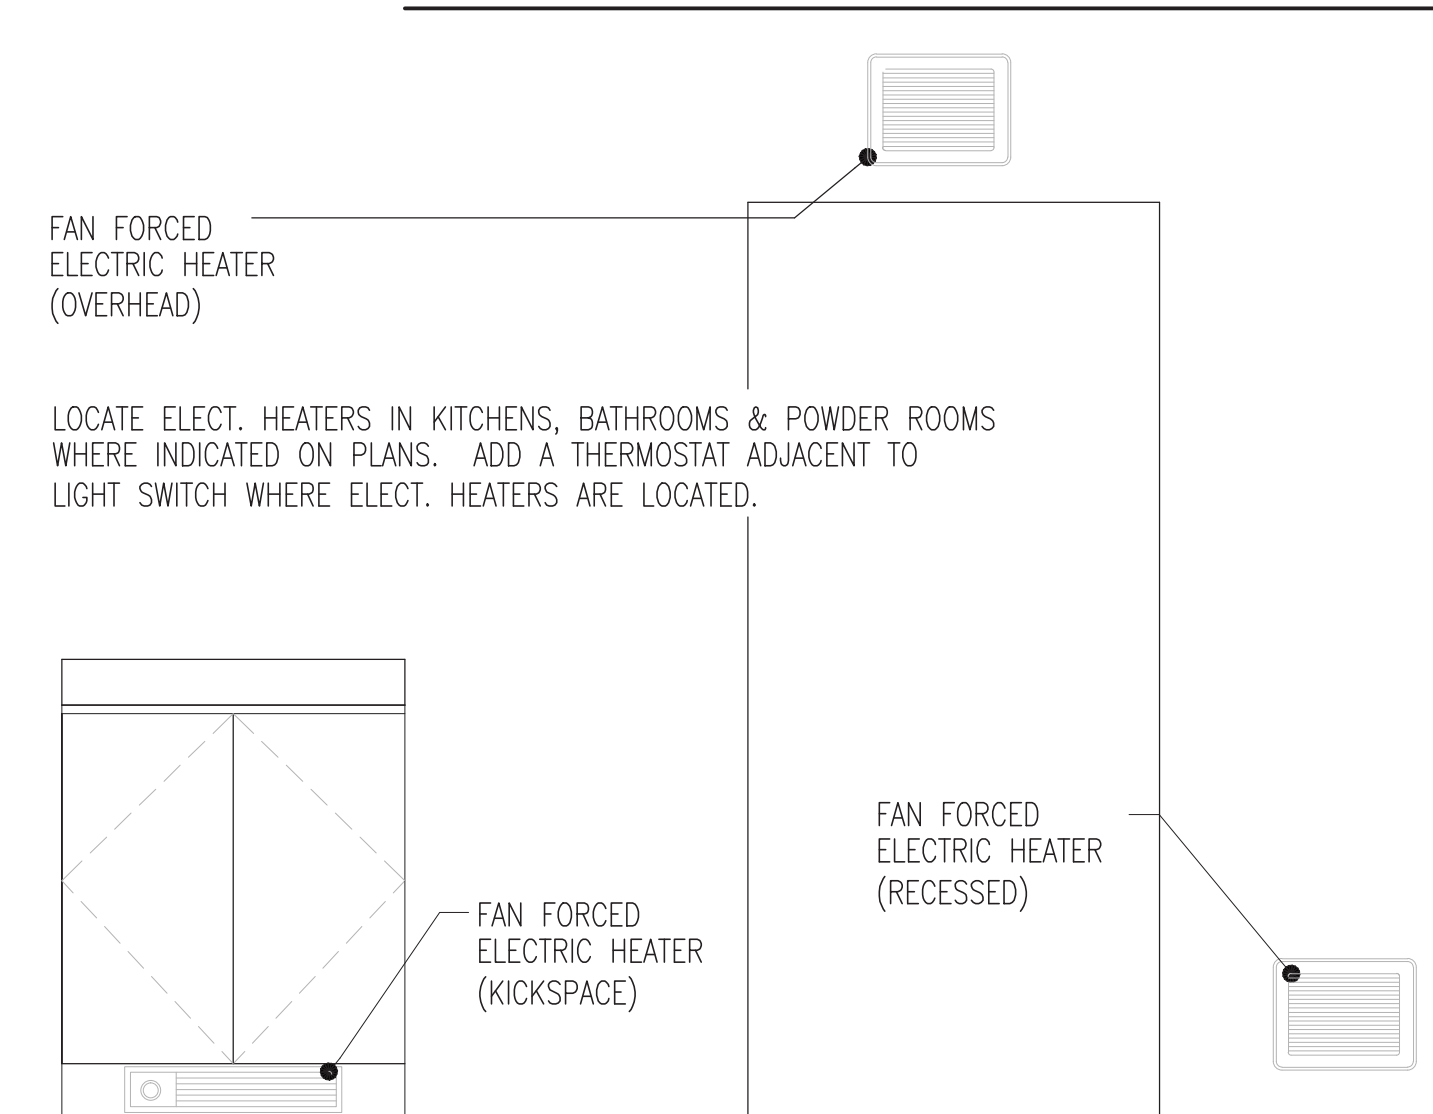 FAN FORCED
ELECTRIC HEATER
(OVERHEAD)
LOCATE ELECT. HEATERS IN KITCHENS, BATHROOMS & POWDER ROOMS
WHERE INDICATED ON PLANS. ADD A THERMOSTAT ADJACENT TO
LIGHT SWITCH WHERE ELECT. HEATERS ARE LOCATED.
FAN FORCED
ELECTRIC HEATER
(RECESSED)
FAN FORCED
ELECTRIC HEATER
(KICKSPACE)